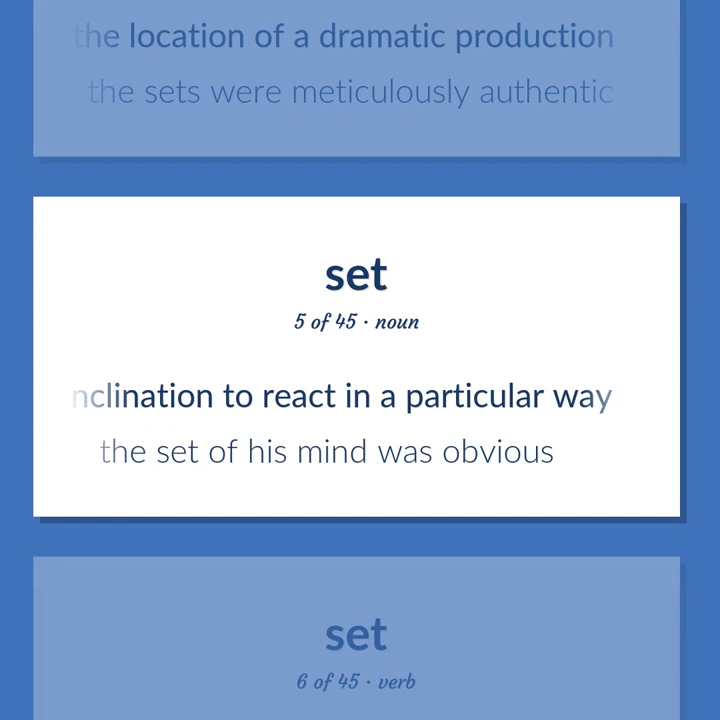 the location of a dramatic production
the sets were meticulously authentic
set
5 of 45 · noun
nclination to react in a particular way
the set of his mind was obvious
set
6 of 45 · verb